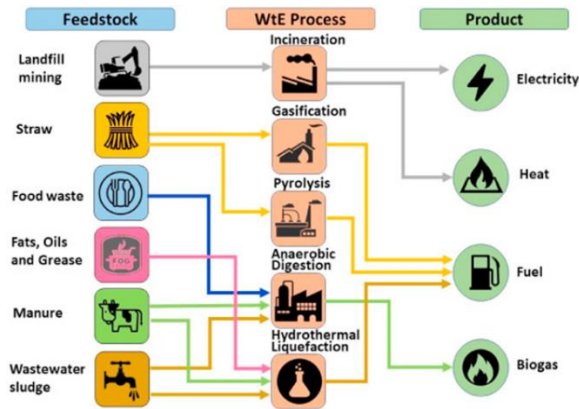 Feedstock
WtE Process
Product
Incineration
Landfill
mining
Electricity
Gasification
Straw
Pyrolysis
Heat
Food waste
Anaerobic
Digestion
Fats, Oils
and Grease
FOG
Fuel
Manure
Hydrothermal
Liquefaction
Wastewater
sludge
Biogas